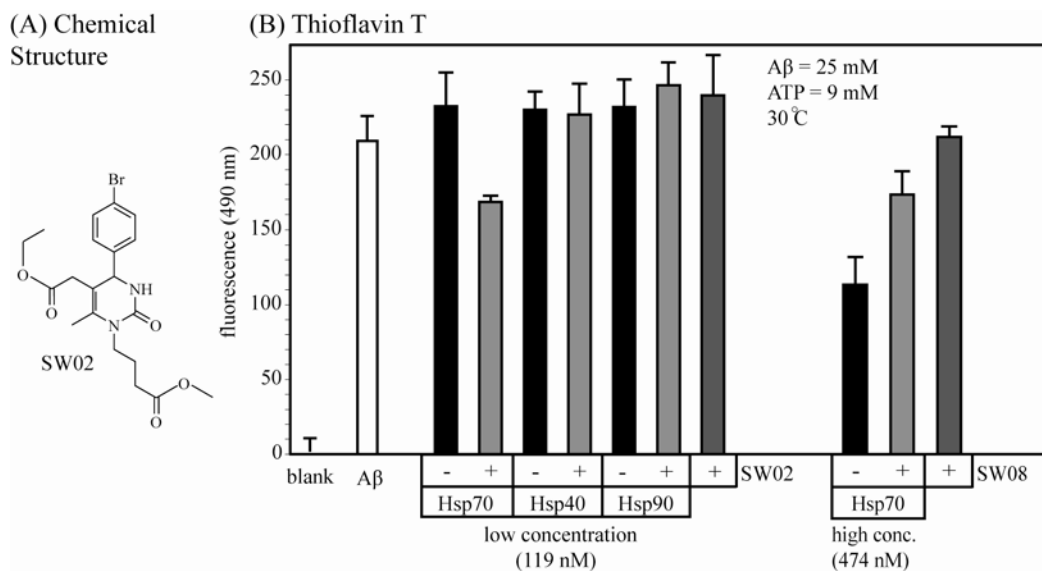 (A) Chemical
Structure
Br
O
O
NH
N
O
SW02
O
O
(B) Thioflavin T
fluorescence (490 nm)
250
200
150
100
50
0
Aβ = 25 mM
ATP = 9 mM
30 °C
blank
Aβ
- + - + - + + SW02
Hsp70 Hsp40 Hsp90
low concentration
(119 nM)
- + + SW08
Hsp70
high conc.
(474 nM)